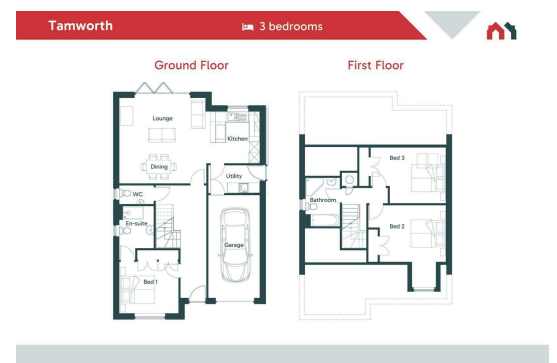 Tamworth
3 bedrooms
Ground Floor
First Floor
Lounge
Kitchen
Dining
Utility
WC
En-suite
Garage
Bed 1
Bed 3
Bathroom
Bed 2